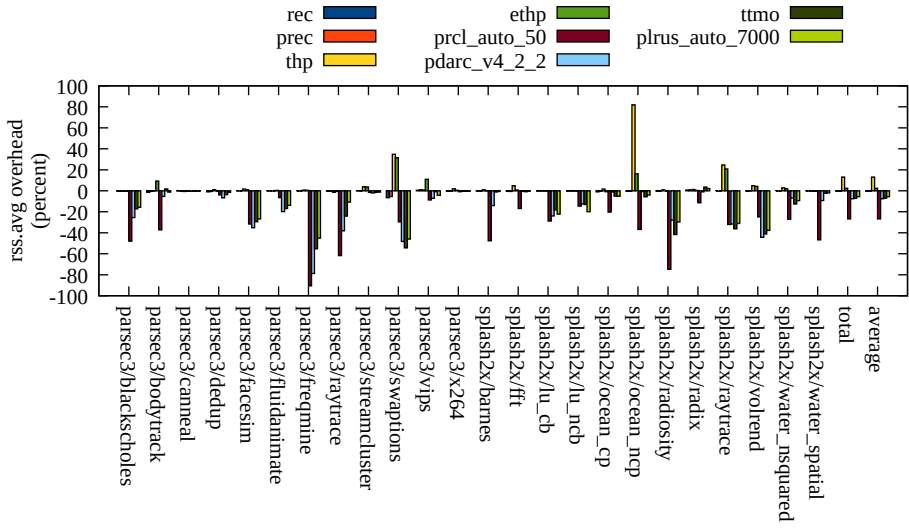 rec ethp ttmo
prec prcl_auto_50 plrus_auto_7000
thp pdarc_v4_2_2
rss.avg overhead
(percent)
100
80
60
40
20
0
-20
-40
-60
-80
-100
parsec3/blackscholes
parsec3/bodytrack
parsec3/canneal
parsec3/dedup
parsec3/facesim
parsec3/fluidanimate
parsec3/freqmine
parsec3/raytrace
parsec3/streamcluster
parsec3/swaptions
parsec3/vips
parsec3/x264
splash2x/barnes
splash2x/fft
splash2x/lu_cb
splash2x/lu_ncb
splash2x/ocean_cp
splash2x/ocean_ncp
splash2x/radiosity
splash2x/radix
splash2x/raytrace
splash2x/volrend
splash2x/water_nsquared
splash2x/water_spatial
total
average